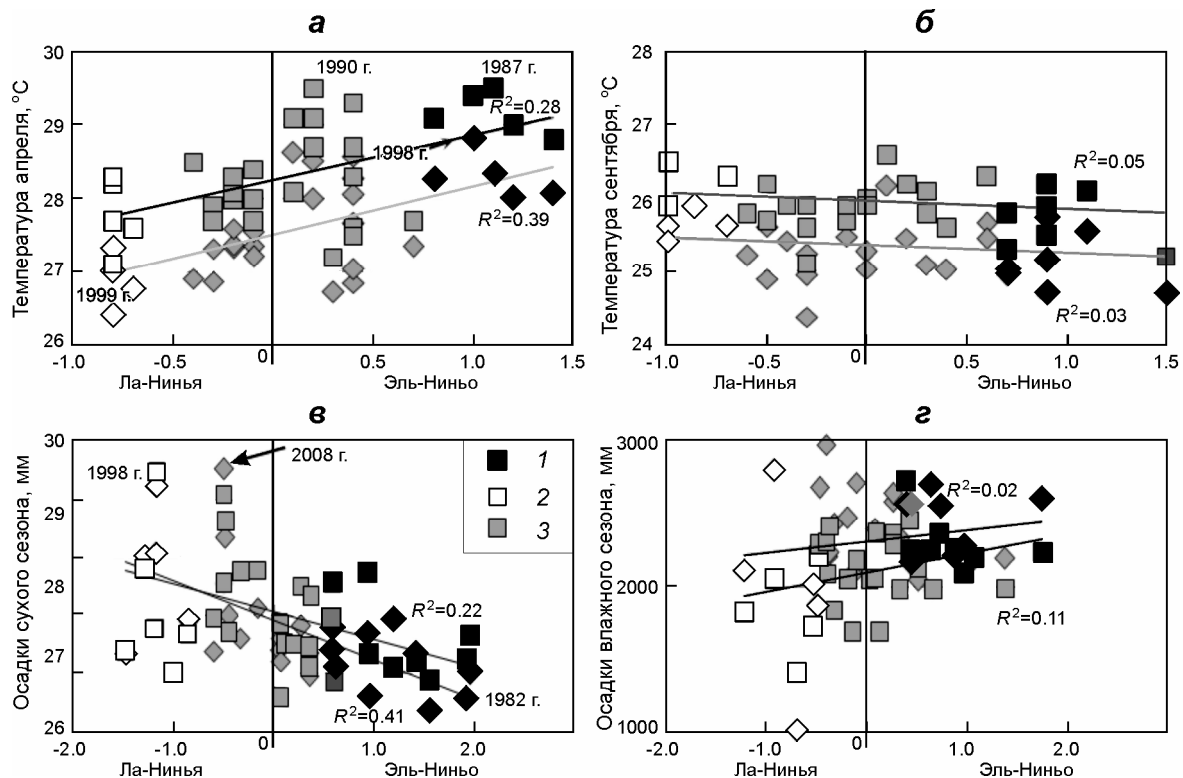 а
30
29
28
27
26
Температура апреля, °С
1990 г.
1987 г.
R²=0.28
1998 г.
R²=0.39
1999 г.
-1.0
-0.5
0
0.5
1.0
1.5
Ла-Нинья
Эль-Ниньо
б
28
27
26
25
24
Температура сентября, °С
R²=0.05
R²=0.03
-1.0
-0.5
0
0.5
1.0
1.5
Ла-Нинья
Эль-Ниньо
в
30
29
28
27
26
Осадки сухого сезона, мм
1998 г.
2008 г.
1
2
3
R²=0.22
1982 г.
R²=0.41
-2.0
-1.0
0
1.0
2.0
Ла-Нинья
Эль-Ниньо
г
3000
2000
1000
Осадки влажного сезона, мм
R²=0.02
R²=0.11
-2.0
-1.0
0
1.0
2.0
Ла-Нинья
Эль-Ниньо